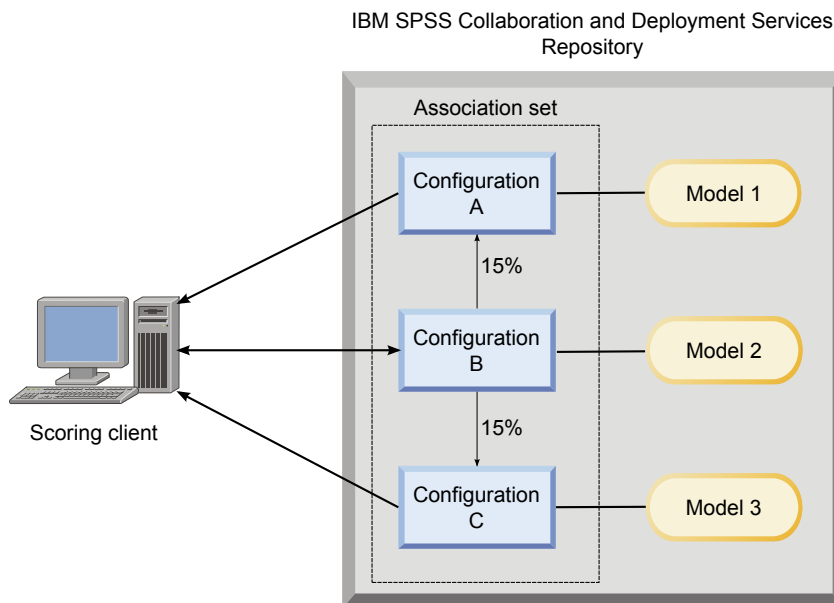 IBM SPSS Collaboration and Deployment Services
Repository
Association set
Configuration
A
Model 1
15%
Configuration
B
Model 2
Scoring client
15%
Configuration
C
Model 3